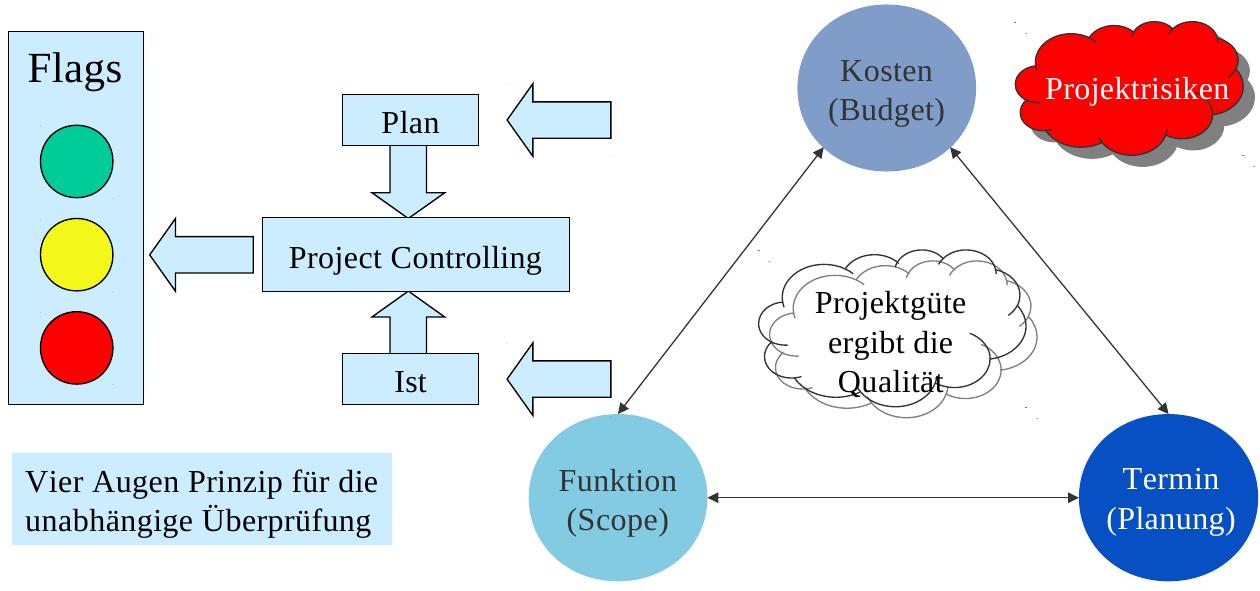 Flags
Plan
Project Controlling
Ist
Vier Augen Prinzip für die
unabhängige Überprüfung
Kosten
(Budget)
Projektrisiken
Projektgüte
ergibt die
Qualität
Funktion
(Scope)
Termin
(Planung)